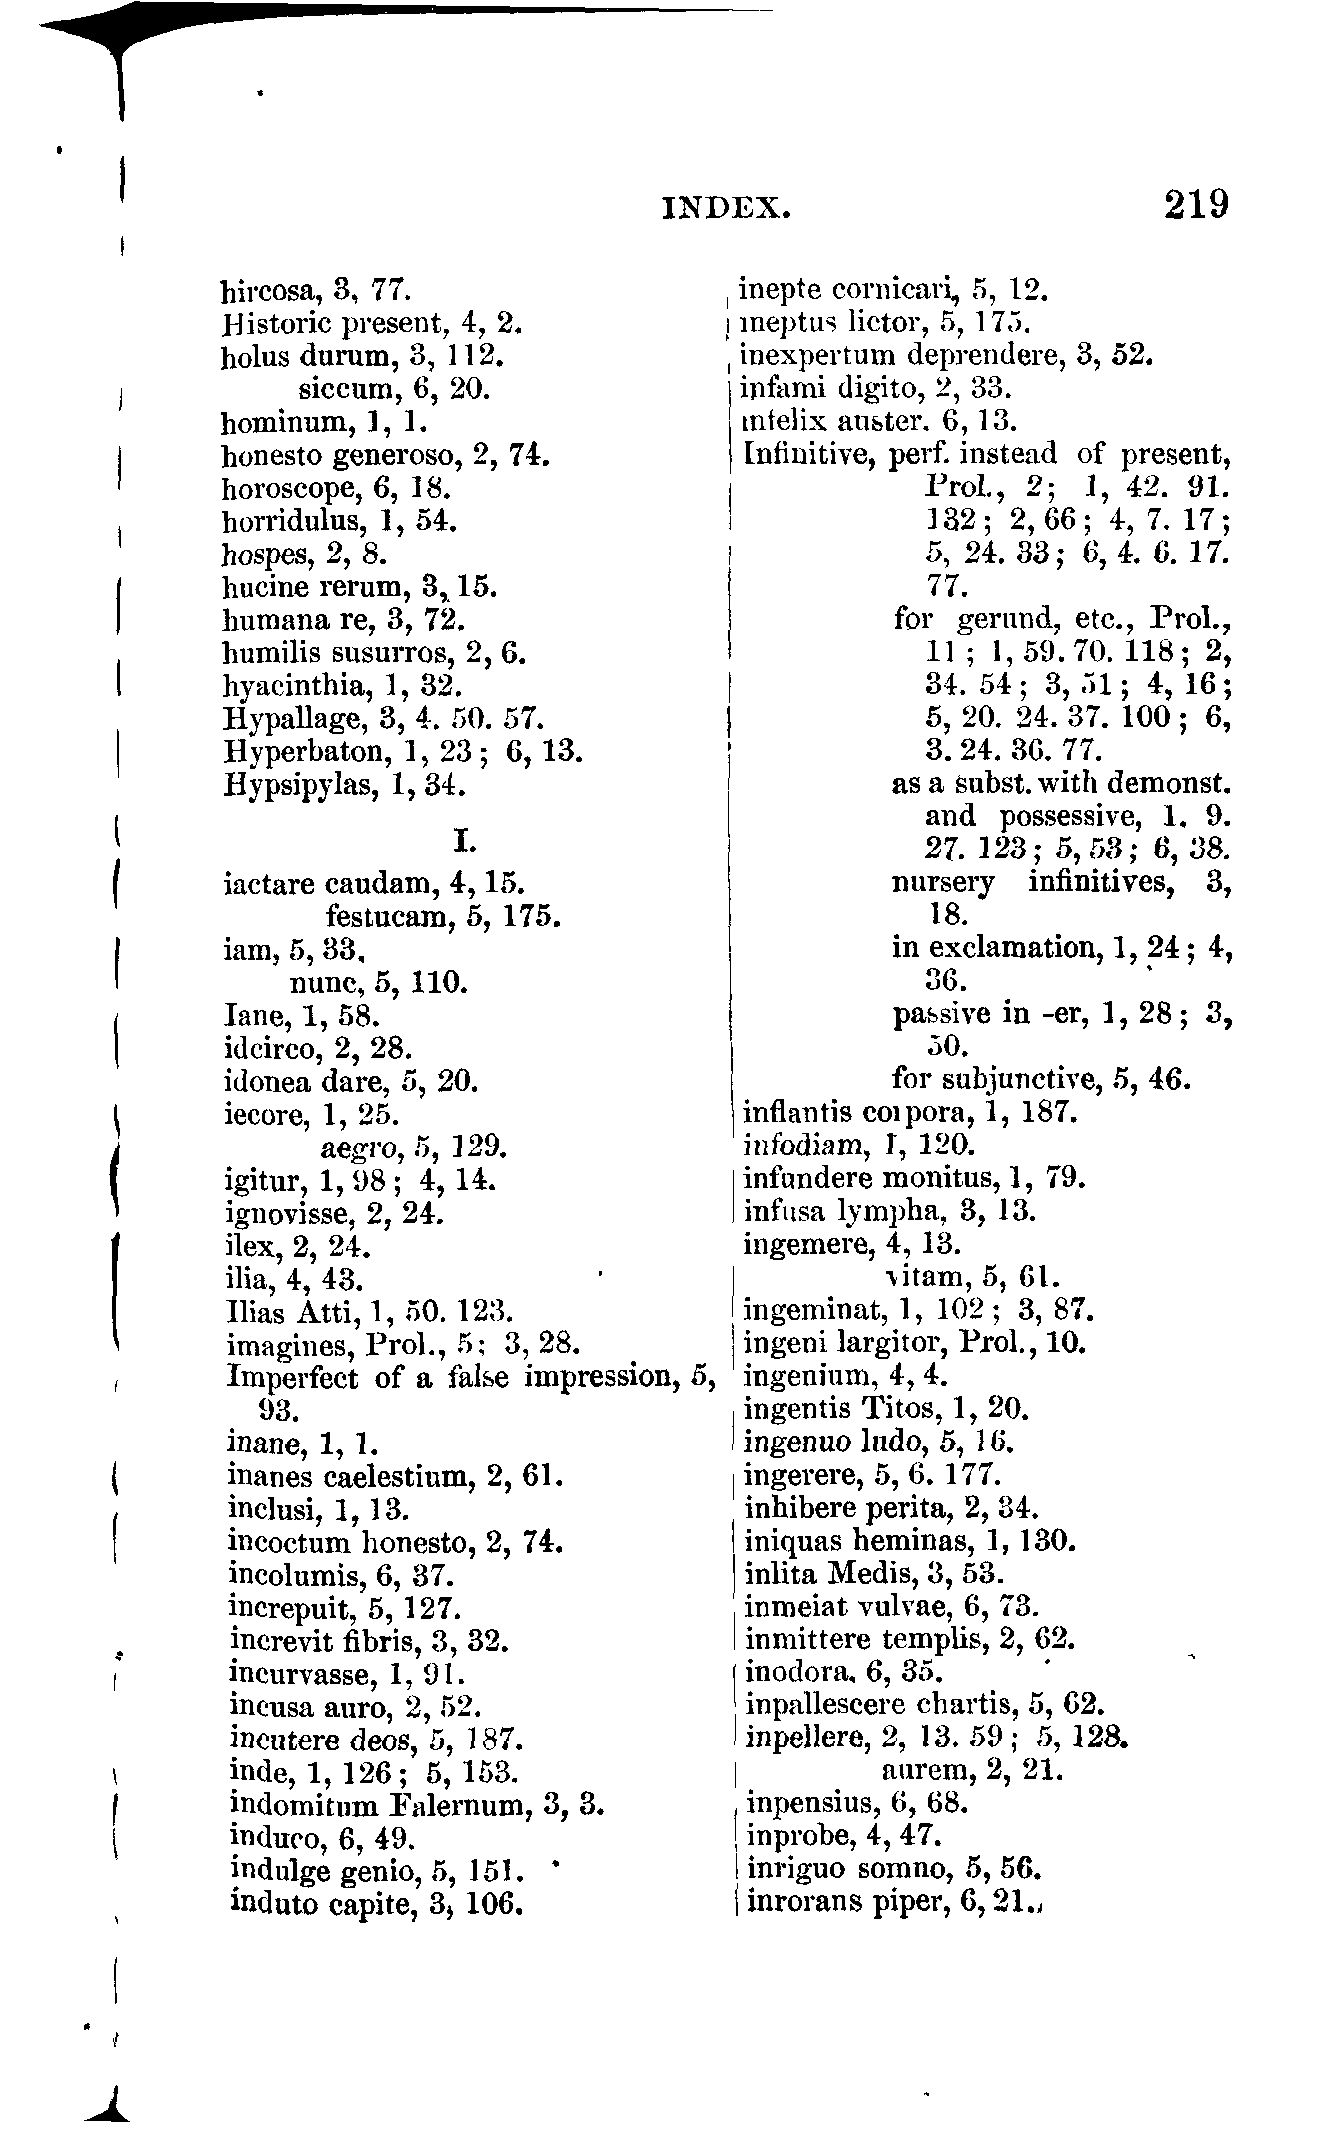 INDEX. 219
hircosa, 3, 77.
Historic present, 4, 2.
holus durum, 3, 112.
siccum, 6, 20.
hominum, 1, 1.
honesto generoso, 2, 74.
horoscope, 6, 18.
horridulus, 1, 54.
hospes, 2, 8.
hucine rerum, 3, 15.
humana re, 3, 72.
humilis susurros, 2, 6.
hyacinthia, 1, 32.
Hypallage, 3, 4. 50. 57.
Hyperbaton, 1, 23; 6, 13.
Hypsipylas, 1, 34.
I.
iactare caudam, 4, 15.
festucam, 5, 175.
iam, 5, 33.
nunc, 5, 110.
Iane, 1, 58.
idcirco, 2, 28.
idonea dare, 5, 20.
iecore, 1, 25.
aegro, 5, 129.
igitur, 1, 98; 4, 14.
ignovisse, 2, 24.
ilex, 2, 24.
ilia, 4, 43.
Ilias Atti, 1, 50. 123.
imagines, Prol., 5; 3, 28.
Imperfect of a false impression, 5,
93.
inane, 1, 1.
inanes caelestium, 2, 61.
inclusi, 1, 13.
incoctum honesto, 2, 74.
incolumis, 6, 37.
increpuit, 5, 127.
increvit fibris, 3, 32.
incurvasse, 1, 91.
incusa auro, 2, 52.
incutere deos, 5, 187.
inde, 1, 126; 5, 153.
indomitum Falernum, 3, 3.
induco, 6, 49.
indulge genio, 5, 151.
induto capite, 3, 106.
inepte cornicari, 5, 12.
ineptus lictor, 5, 175.
inexpertum deprendere, 3, 52.
infami digito, 2, 33.
infelix auster. 6, 13.
Infinitive, perf. instead of present,
Prol., 2; 1, 42. 91.
132; 2, 66; 4, 7. 17;
5, 24. 33; 6, 4. 6. 17.
77.
for gerund, etc., Prol.,
11; 1, 59. 70. 118; 2,
34. 54; 3, 51; 4, 16;
5, 20. 24. 37. 100; 6,
3. 24. 36. 77.
as a subst. with demonst.
and possessive, 1. 9.
27. 123; 5, 53; 6, 38.
nursery infinitives, 3,
18.
in exclamation, 1, 24; 4,
36.
passive in -er, 1, 28; 3,
50.
for subjunctive, 5, 46.
inflantis corpora, 1, 187.
infodiam, 1, 120.
infundere monitus, 1, 79.
infusa lympha, 3, 13.
ingemere, 4, 13.
vitam, 5, 61.
ingeminat, 1, 102; 3, 87.
ingeni largitor, Prol., 10.
ingenium, 4, 4.
ingentis Titos, 1, 20.
ingenuo ludo, 5, 16.
ingerere, 5, 6. 177.
inhibere perita, 2, 34.
iniquas heminas, 1, 130.
inlita Medis, 3, 53.
inmeiat vulvae, 6, 73.
inmittere templis, 2, 62.
inodora, 6, 35.
inpallescere chartis, 5, 62.
inpellere, 2, 13. 59; 5, 128.
aurem, 2, 21.
inpensius, 6, 68.
inprobe, 4, 47.
inriguo somno, 5, 56.
inrorans piper, 6, 21.